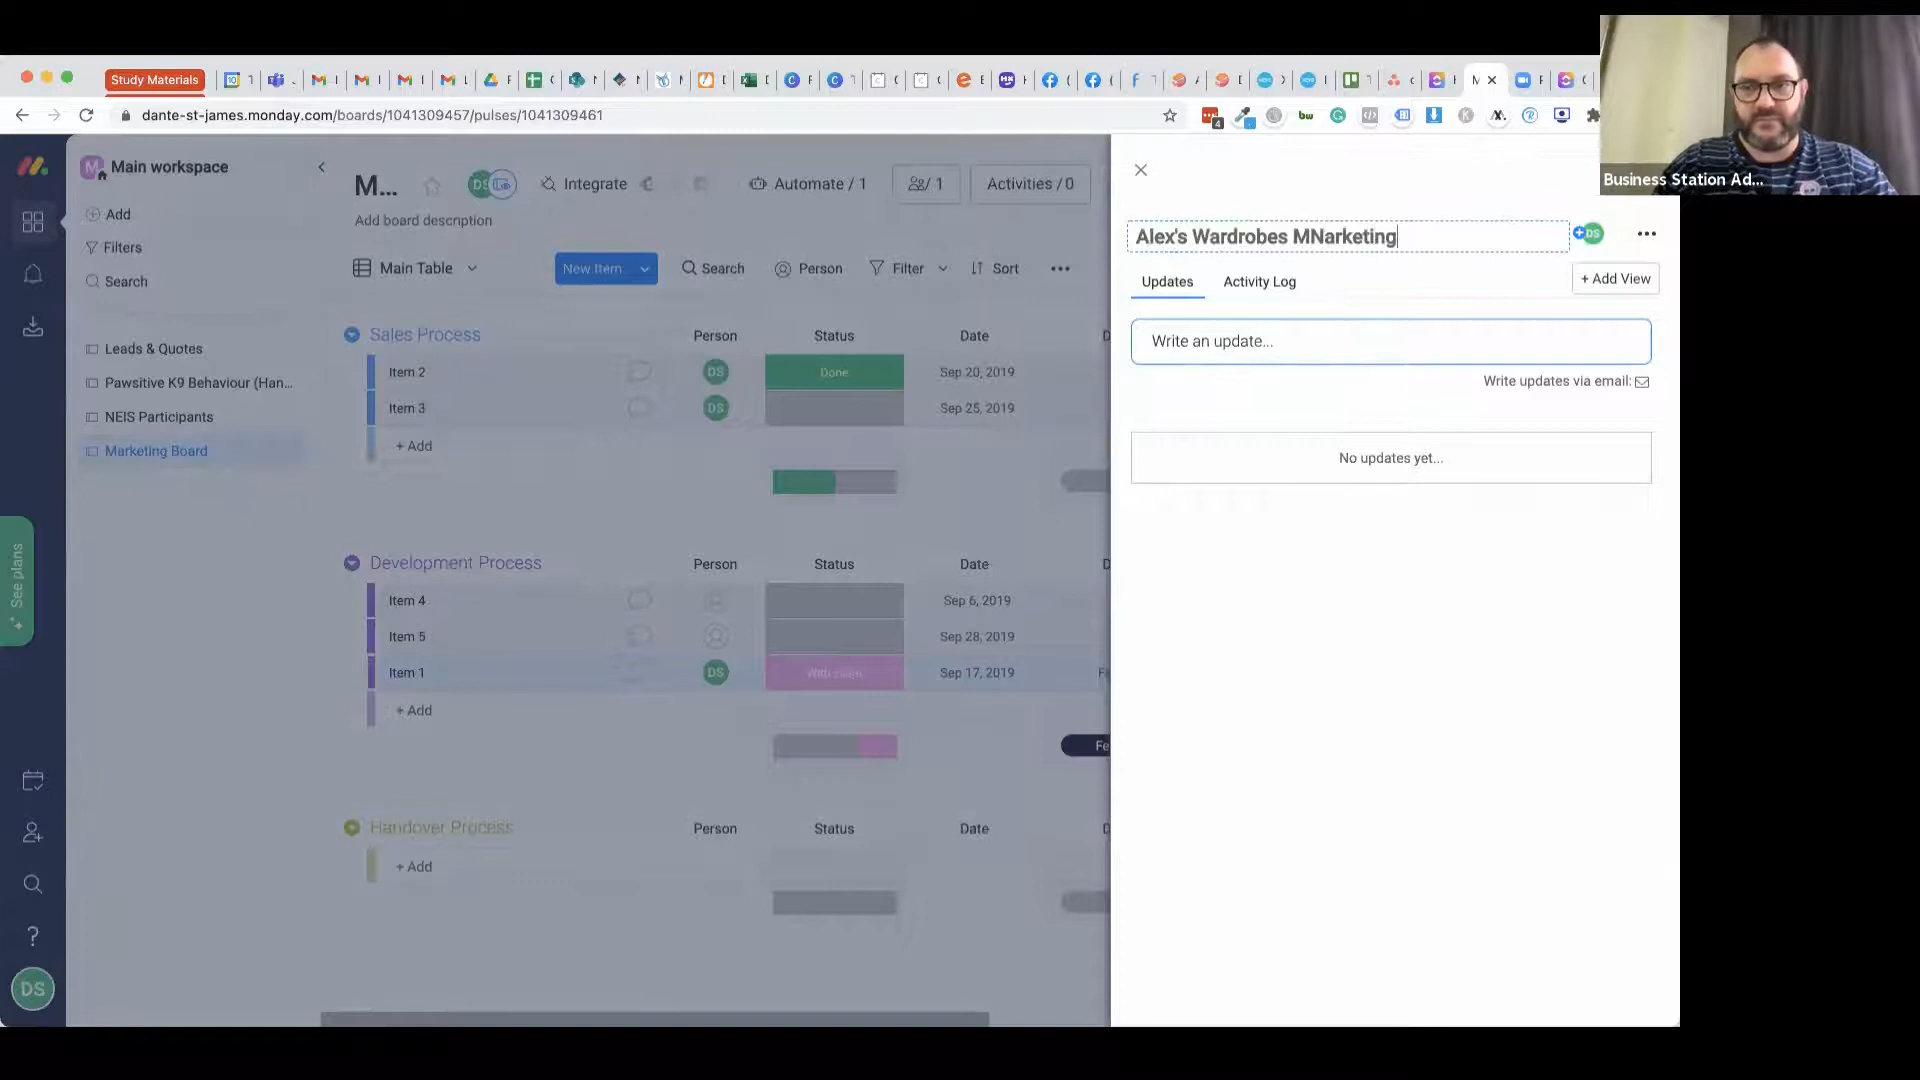 Study Materials
dante-st-james.monday.com/boards/1041309457/pulses/1041309461
Business Station Ad...
Main workspace
Add
Filters
Search
Leads & Quotes
Pawsitive K9 Behaviour (Han...
NEIS Participants
Marketing Board
See plans
DS
M...
DS
Integrate
Automate / 1
/ 1
Activities / 0
Add board description
Main Table
New Item
Search
Person
Filter
Sort
Sales Process
Person
Status
Date
D
Item 2
DS
Done
Sep 20, 2019
Item 3
DS
Sep 25, 2019
+ Add
Development Process
Person
Status
Date
D
Item 4
Sep 6, 2019
Item 5
Sep 28, 2019
Item 1
DS
With client
Sep 17, 2019
Fe
+ Add
Fe
Handover Process
Person
Status
Date
D
+ Add
Alex's Wardrobes MNarketing
DS
Updates
Activity Log
+ Add View
Write an update...
Write updates via email:
No updates yet...